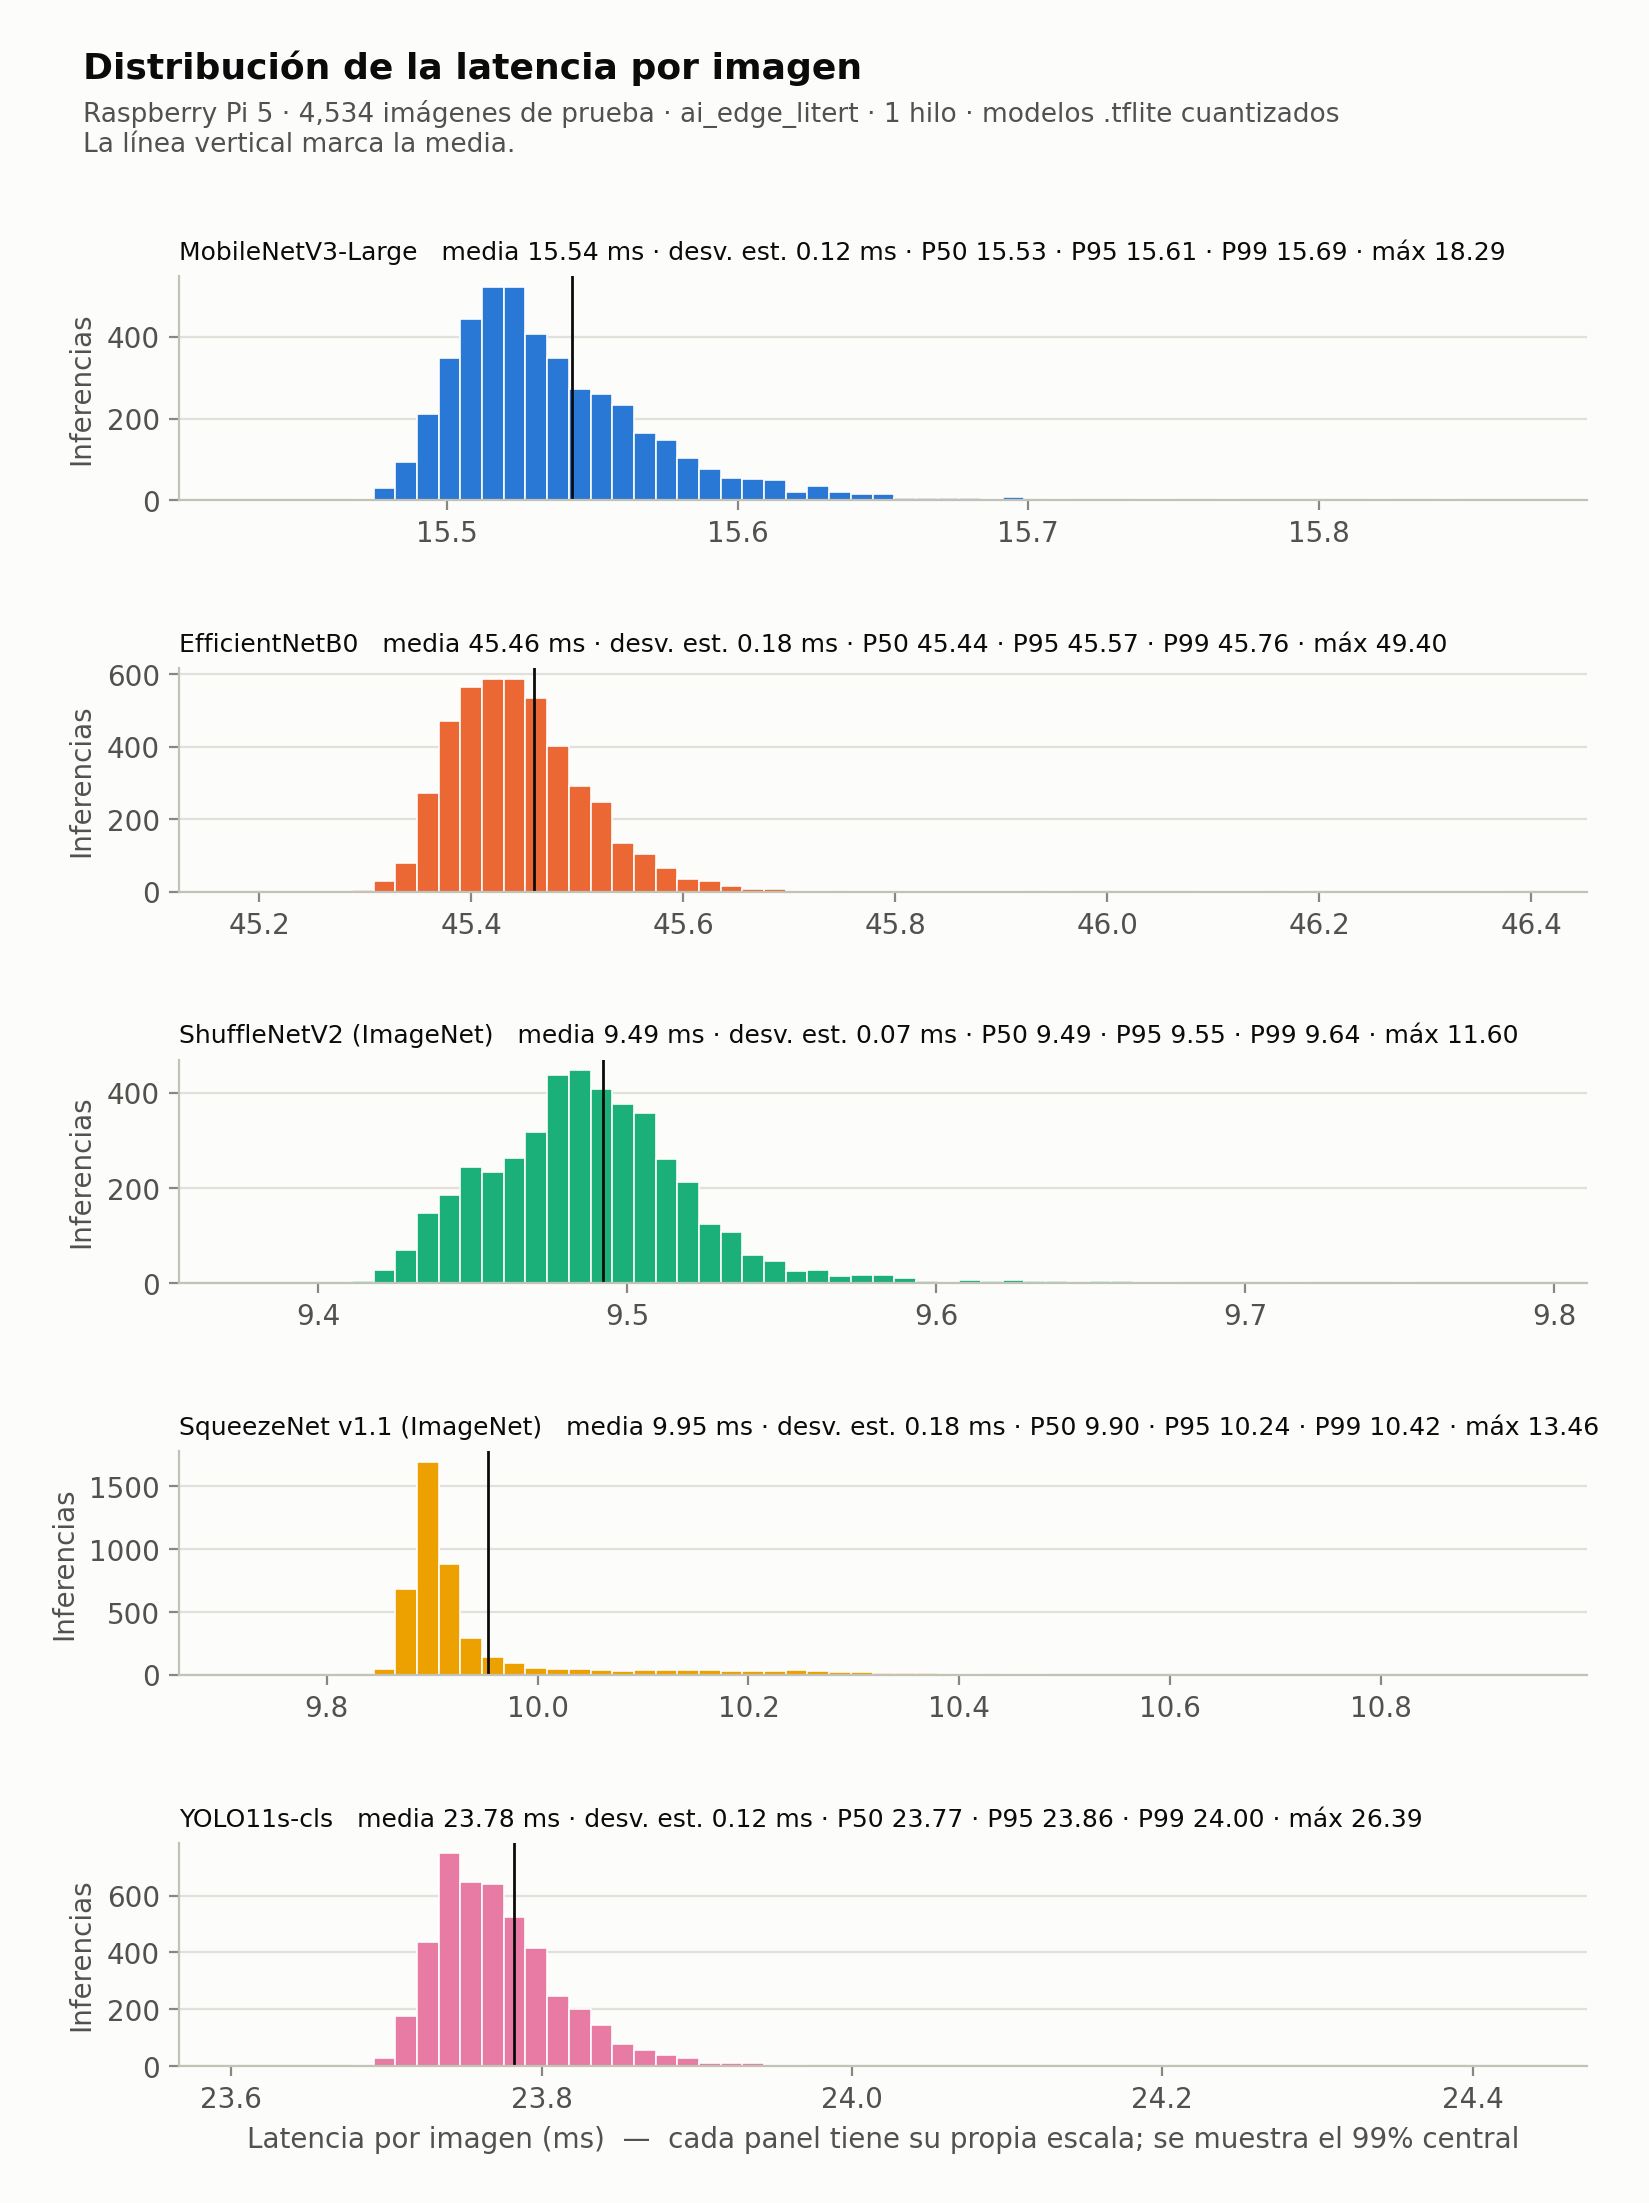 Distribución de la latencia por imagen
Raspberry Pi 5 · 4,534 imágenes de prueba · ai_edge_litert · 1 hilo · modelos .tflite cuantizados
La línea vertical marca la media.
MobileNetV3-Large   media 15.54 ms · desv. est. 0.12 ms · P50 15.53 · P95 15.61 · P99 15.69 · máx 18.29
Inferencias
400
200
0
15.5 15.6 15.7 15.8
EfficientNetB0   media 45.46 ms · desv. est. 0.18 ms · P50 45.44 · P95 45.57 · P99 45.76 · máx 49.40
Inferencias
600
400
200
0
45.2 45.4 45.6 45.8 46.0 46.2 46.4
ShuffleNetV2 (ImageNet)   media 9.49 ms · desv. est. 0.07 ms · P50 9.49 · P95 9.55 · P99 9.64 · máx 11.60
Inferencias
400
200
0
9.4 9.5 9.6 9.7 9.8
SqueezeNet v1.1 (ImageNet)   media 9.95 ms · desv. est. 0.18 ms · P50 9.90 · P95 10.24 · P99 10.42 · máx 13.46
Inferencias
1500
1000
500
0
9.8 10.0 10.2 10.4 10.6 10.8
YOLO11s-cls   media 23.78 ms · desv. est. 0.12 ms · P50 23.77 · P95 23.86 · P99 24.00 · máx 26.39
Inferencias
600
400
200
0
23.6 23.8 24.0 24.2 24.4
Latencia por imagen (ms)  —  cada panel tiene su propia escala; se muestra el 99% central